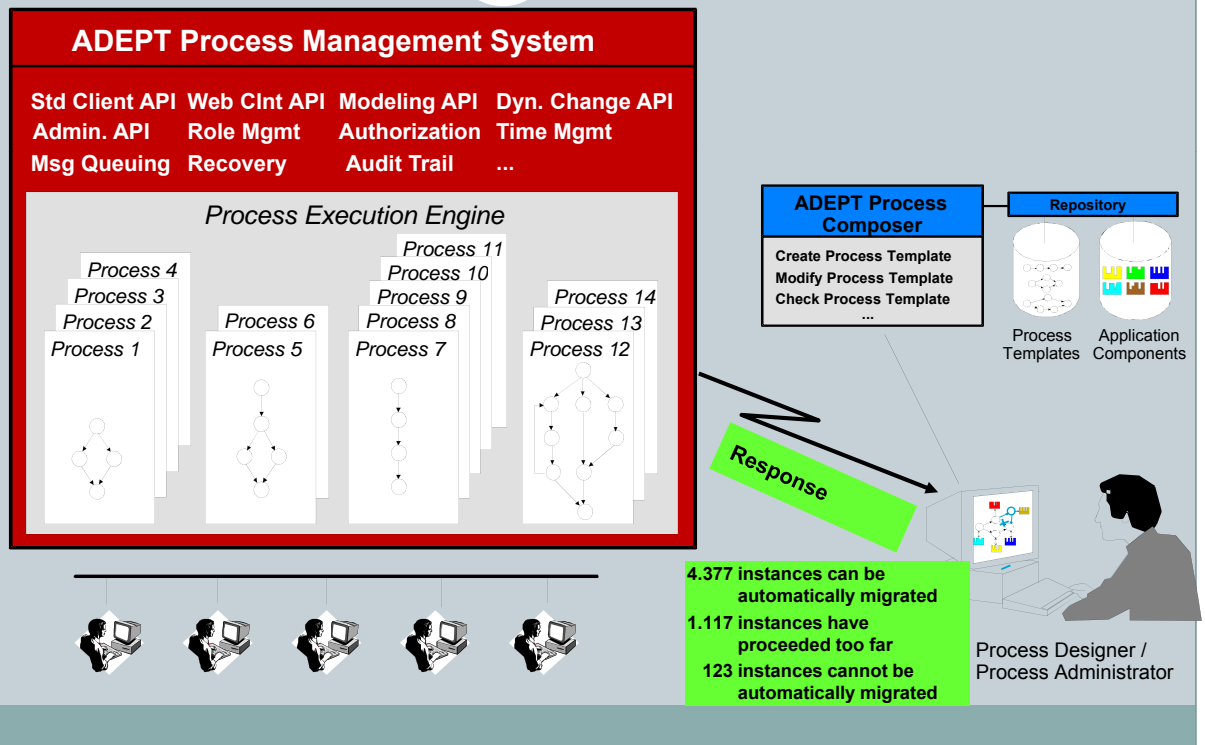 ADEPT Process Management System
Std Client API Web Clnt API Modeling API Dyn. Change API
Admin. API Role Mgmt Authorization Time Mgmt
Msg Queuing Recovery Audit Trail ...
Process Execution Engine
Process 4
Process 3
Process 2
Process 1
Process 6
Process 5
Process 11
Process 10
Process 9
Process 8
Process 7
Process 14
Process 13
Process 12
ADEPT Process
Composer
Create Process Template
Modify Process Template
Check Process Template
...
Repository
Process
Templates
Application
Components
Response
4.377 instances can be
automatically migrated
1.117 instances have
proceeded too far
123 instances cannot be
automatically migrated
Process Designer /
Process Administrator